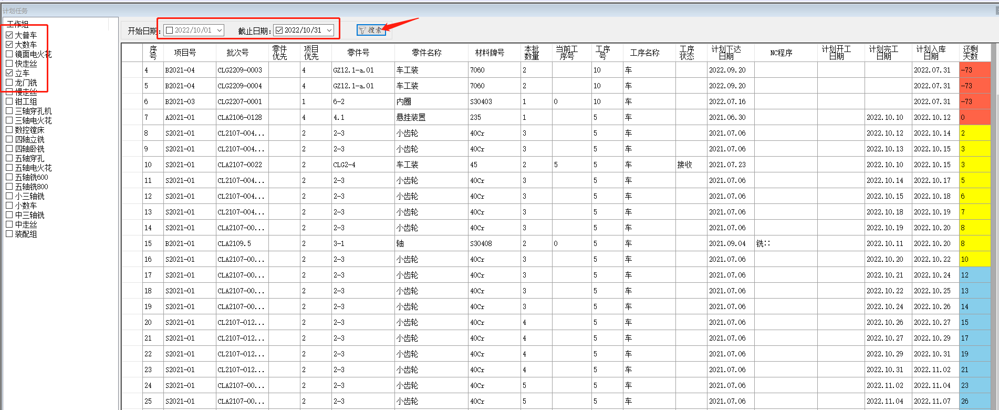 计划任务
工作组
大普车
大数车
镜面电火花
快走丝
立车
龙门铣
慢走丝
钳工组
三轴穿孔机
三轴电火花
数控镗床
四轴立铣
四轴卧铣
五轴穿孔
五轴电火花
五轴铣600
五轴铣800
小三轴铣
小数车
中三轴铣
中走丝
装配组
开始日期: 2022/10/01 截止日期: 2022/10/31 搜索
序号 项目号 批次号 零件优先 项目优先 零件号 零件名称 材料牌号 本批数量 当前工序号 工序号 工序名称 工序状态 计划下达日期 NC程序 计划开工日期 计划完工日期 计划入库日期 还剩天数
4 B2021-04 CLG2209-0003 4 GZ12.1-a.01 车工装 7060 2 10 车 2022.09.20 2022.07.31 -73
5 B2021-04 CLG2209-0004 4 GZ12.1-a.01 车工装 7060 2 10 车 2022.09.20 2022.07.31 -73
6 B2021-03 CLG2207-0001 1 6-2 内圈 S30403 1 0 10 车 2022.07.16 2022.07.31 -73
7 A2021-01 CLA2106-0128 4 4.1 悬挂装置 235 1 5 车 2021.06.30 2022.10.10 2022.10.12 0
8 S2021-01 CL2107-004... 2 2-3 小齿轮 40Cr 3 5 车 2021.07.06 2022.10.12 2022.10.14 2
9 S2021-01 CL2107-004... 2 2-3 小齿轮 40Cr 3 5 车 2021.07.06 2022.10.13 2022.10.15 3
10 S2021-01 CLA2107-0022 2 CLG2-4 车工装 45 2 5 5 车 接收 2021.07.23 2022.10.10 2022.10.15 3
11 S2021-01 CL2107-004... 2 2-3 小齿轮 40Cr 3 5 车 2021.07.06 2022.10.14 2022.10.17 5
12 S2021-01 CL2107-004... 2 2-3 小齿轮 40Cr 3 5 车 2021.07.06 2022.10.15 2022.10.18 6
13 S2021-01 CL2107-004... 2 2-3 小齿轮 40Cr 3 5 车 2021.07.06 2022.10.18 2022.10.19 7
14 S2021-01 CLA2107-00... 2 2-3 小齿轮 40Cr 3 5 车 2021.07.06 2022.10.19 2022.10.20 8
15 B2021-01 CLA2109.5 2 3-1 轴 S30408 2 0 5 车 2021.09.04 铣:: 2022.10.11 2022.10.20 8
16 S2021-01 CLA2107-00... 2 2-3 小齿轮 40Cr 3 5 车 2021.07.06 2022.10.20 2022.10.22 10
17 S2021-01 CLA2107-00... 2 2-3 小齿轮 40Cr 3 5 车 2021.07.06 2022.10.21 2022.10.24 12
18 S2021-01 CLA2107-00... 2 2-3 小齿轮 40Cr 3 5 车 2021.07.06 2022.10.22 2022.10.25 13
19 S2021-01 CLA2107-00... 2 2-3 小齿轮 40Cr 3 5 车 2021.07.06 2022.10.24 2022.10.26 14
20 S2021-01 CL2107-012... 2 2-3 小齿轮 40Cr 4 5 车 2021.07.06 2022.10.26 2022.10.27 15
21 S2021-01 CL2107-012... 2 2-3 小齿轮 40Cr 4 5 车 2021.07.06 2022.10.27 2022.10.29 17
22 S2021-01 CL2107-012... 2 2-3 小齿轮 40Cr 4 5 车 2021.07.06 2022.10.29 2022.10.31 19
23 S2021-01 CL2107-012... 2 2-3 小齿轮 40Cr 4 5 车 2021.07.06 2022.10.31 2022.11.02 21
24 S2021-01 CLA2107-00... 2 2-3 小齿轮 40Cr 5 5 车 2021.07.06 2022.11.02 2022.11.04 23
25 S2021-01 CLA2107-00... 2 2-3 小齿轮 40Cr 5 5 车 2021.07.06 2022.11.04 2022.11.07 26